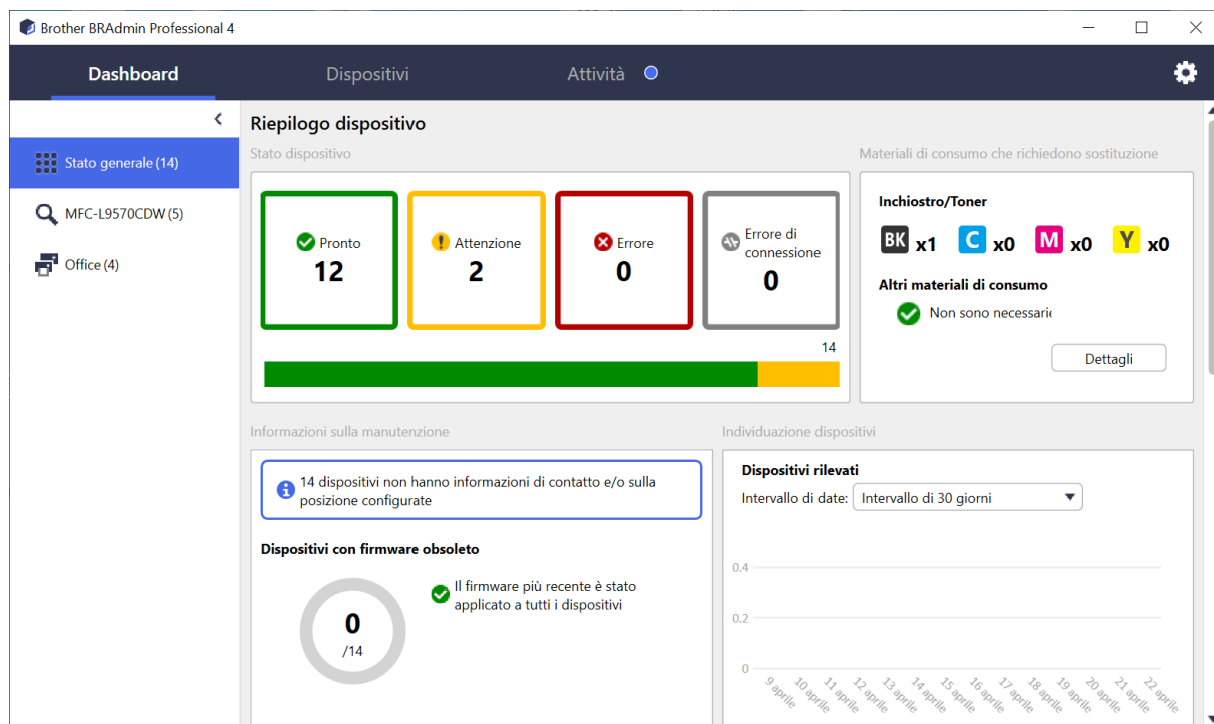 Brother BRAdmin Professional 4
Dashboard
Dispositivi
Attività
Stato generale (14)
MFC-L9570CDW (5)
Office (4)
Riepilogo dispositivo
Stato dispositivo
Pronto
12
Attenzione
2
Errore
0
Errore di
connessione
0
14
Materiali di consumo che richiedono sostituzione
Inchiostro/Toner
BK x1
C x0
M x0
Y x0
Altri materiali di consumo
Non sono necessari
Dettagli
Informazioni sulla manutenzione
14 dispositivi non hanno informazioni di contatto e/o sulla
posizione configurate
Dispositivi con firmware obsoleto
0
/14
Il firmware più recente è stato
applicato a tutti i dispositivi
Individuazione dispositivi
Dispositivi rilevati
Intervallo di date: Intervallo di 30 giorni
0.4
0.2
0
9 aprile
10 aprile
11 aprile
12 aprile
13 aprile
14 aprile
15 aprile
16 aprile
17 aprile
18 aprile
19 aprile
20 aprile
21 aprile
22 aprile